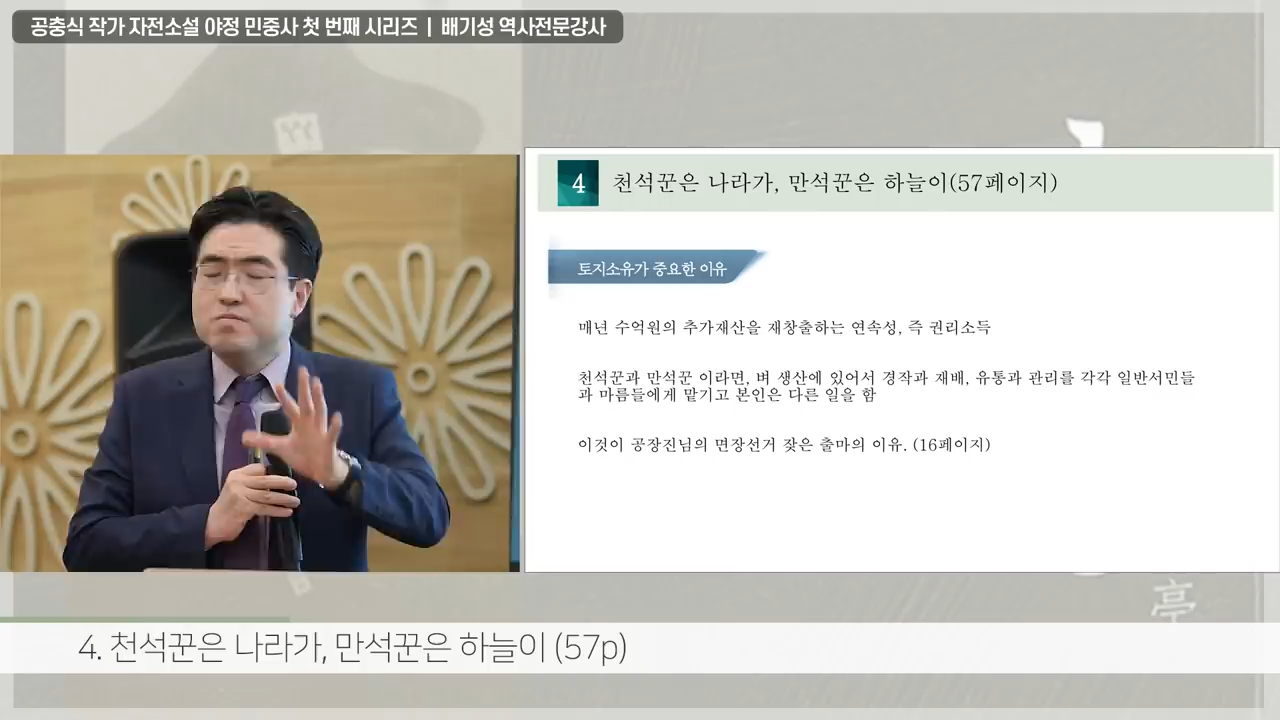 공충식 작가 자전소설 야정 민중사 첫 번째 시리즈 | 배기성 역사전문강사
4 천석꾼은 나라가, 만석꾼은 하늘이(57페이지)
토지소유가 중요한 이유
매년 수억원의 추가재산을 재창출하는 연속성, 즉 권리소득
천석꾼과 만석꾼 이라면, 벼 생산에 있어서 경작과 재배, 유통과 관리를 각각 일반서민들
과 마름들에게 맡기고 본인은 다른 일을 함
이것이 공장진님의 면장선거 잦은 출마의 이유. (16페이지)
亭
4. 천석꾼은 나라가, 만석꾼은 하늘이 (57p)